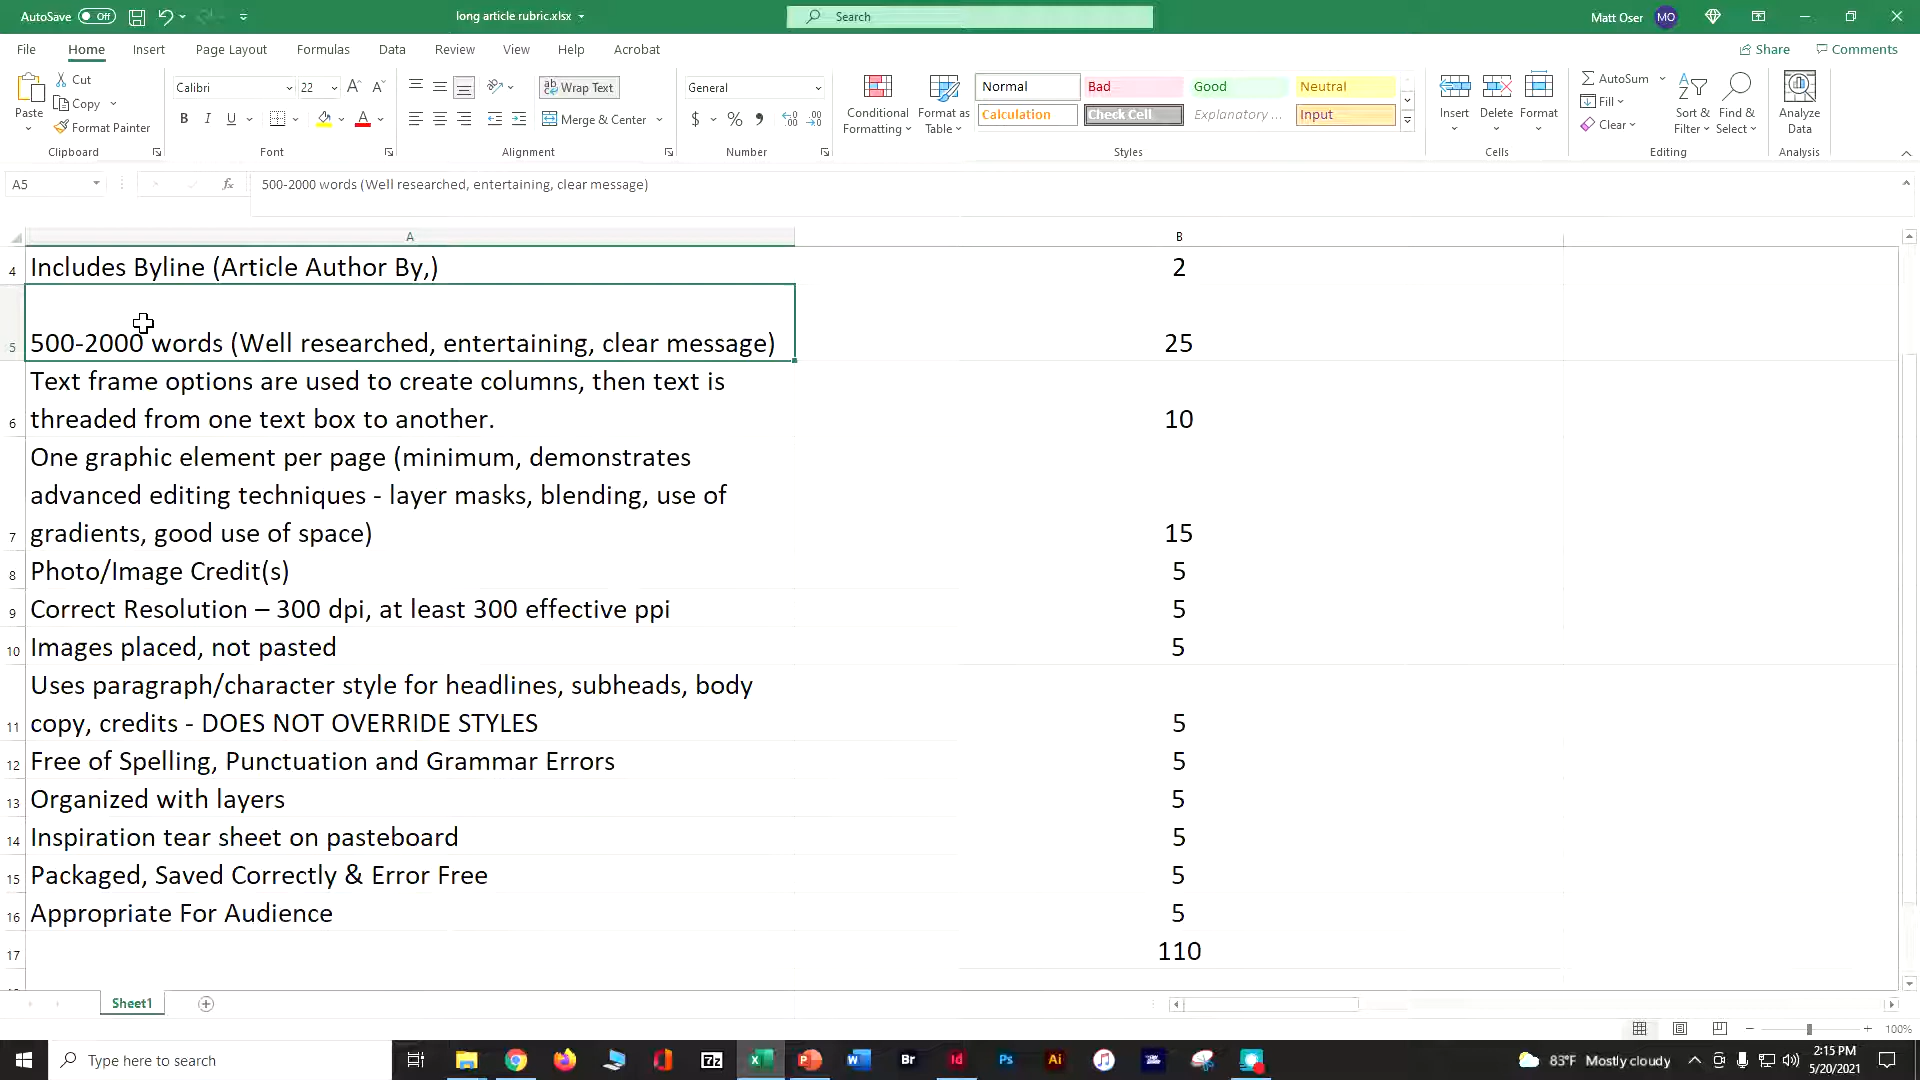 AutoSave Off
long article rubric.xlsx
Search
Matt Oser MO
File Home Insert Page Layout Formulas Data Review View Help Acrobat
Share Comments
Paste
Cut
Copy
Format Painter
Clipboard
Calibri 22
B I U
Font
Wrap Text
Merge & Center
Alignment
General
$ % 9
Number
Conditional Formatting
Format as Table
Normal Bad Good Neutral
Calculation Check Cell Explanatory ... Input
Styles
Insert Delete Format
Cells
AutoSum
Fill
Clear
Sort & Filter
Find & Select
Editing
Analyze Data
Analysis
A5
fx
500-2000 words (Well researched, entertaining, clear message)
A B
4 Includes Byline (Article Author By,) 2
5 500-2000 words (Well researched, entertaining, clear message) 25
Text frame options are used to create columns, then text is
6 threaded from one text box to another. 10
One graphic element per page (minimum, demonstrates
advanced editing techniques - layer masks, blending, use of
7 gradients, good use of space) 15
8 Photo/Image Credit(s) 5
9 Correct Resolution – 300 dpi, at least 300 effective ppi 5
10 Images placed, not pasted 5
Uses paragraph/character style for headlines, subheads, body
11 copy, credits - DOES NOT OVERRIDE STYLES 5
12 Free of Spelling, Punctuation and Grammar Errors 5
13 Organized with layers 5
14 Inspiration tear sheet on pasteboard 5
15 Packaged, Saved Correctly & Error Free 5
16 Appropriate For Audience 5
17 110
Sheet1
100%
Type here to search
7z
Br
Id
Ps
Ai
83°F Mostly cloudy
2:15 PM
5/20/2021